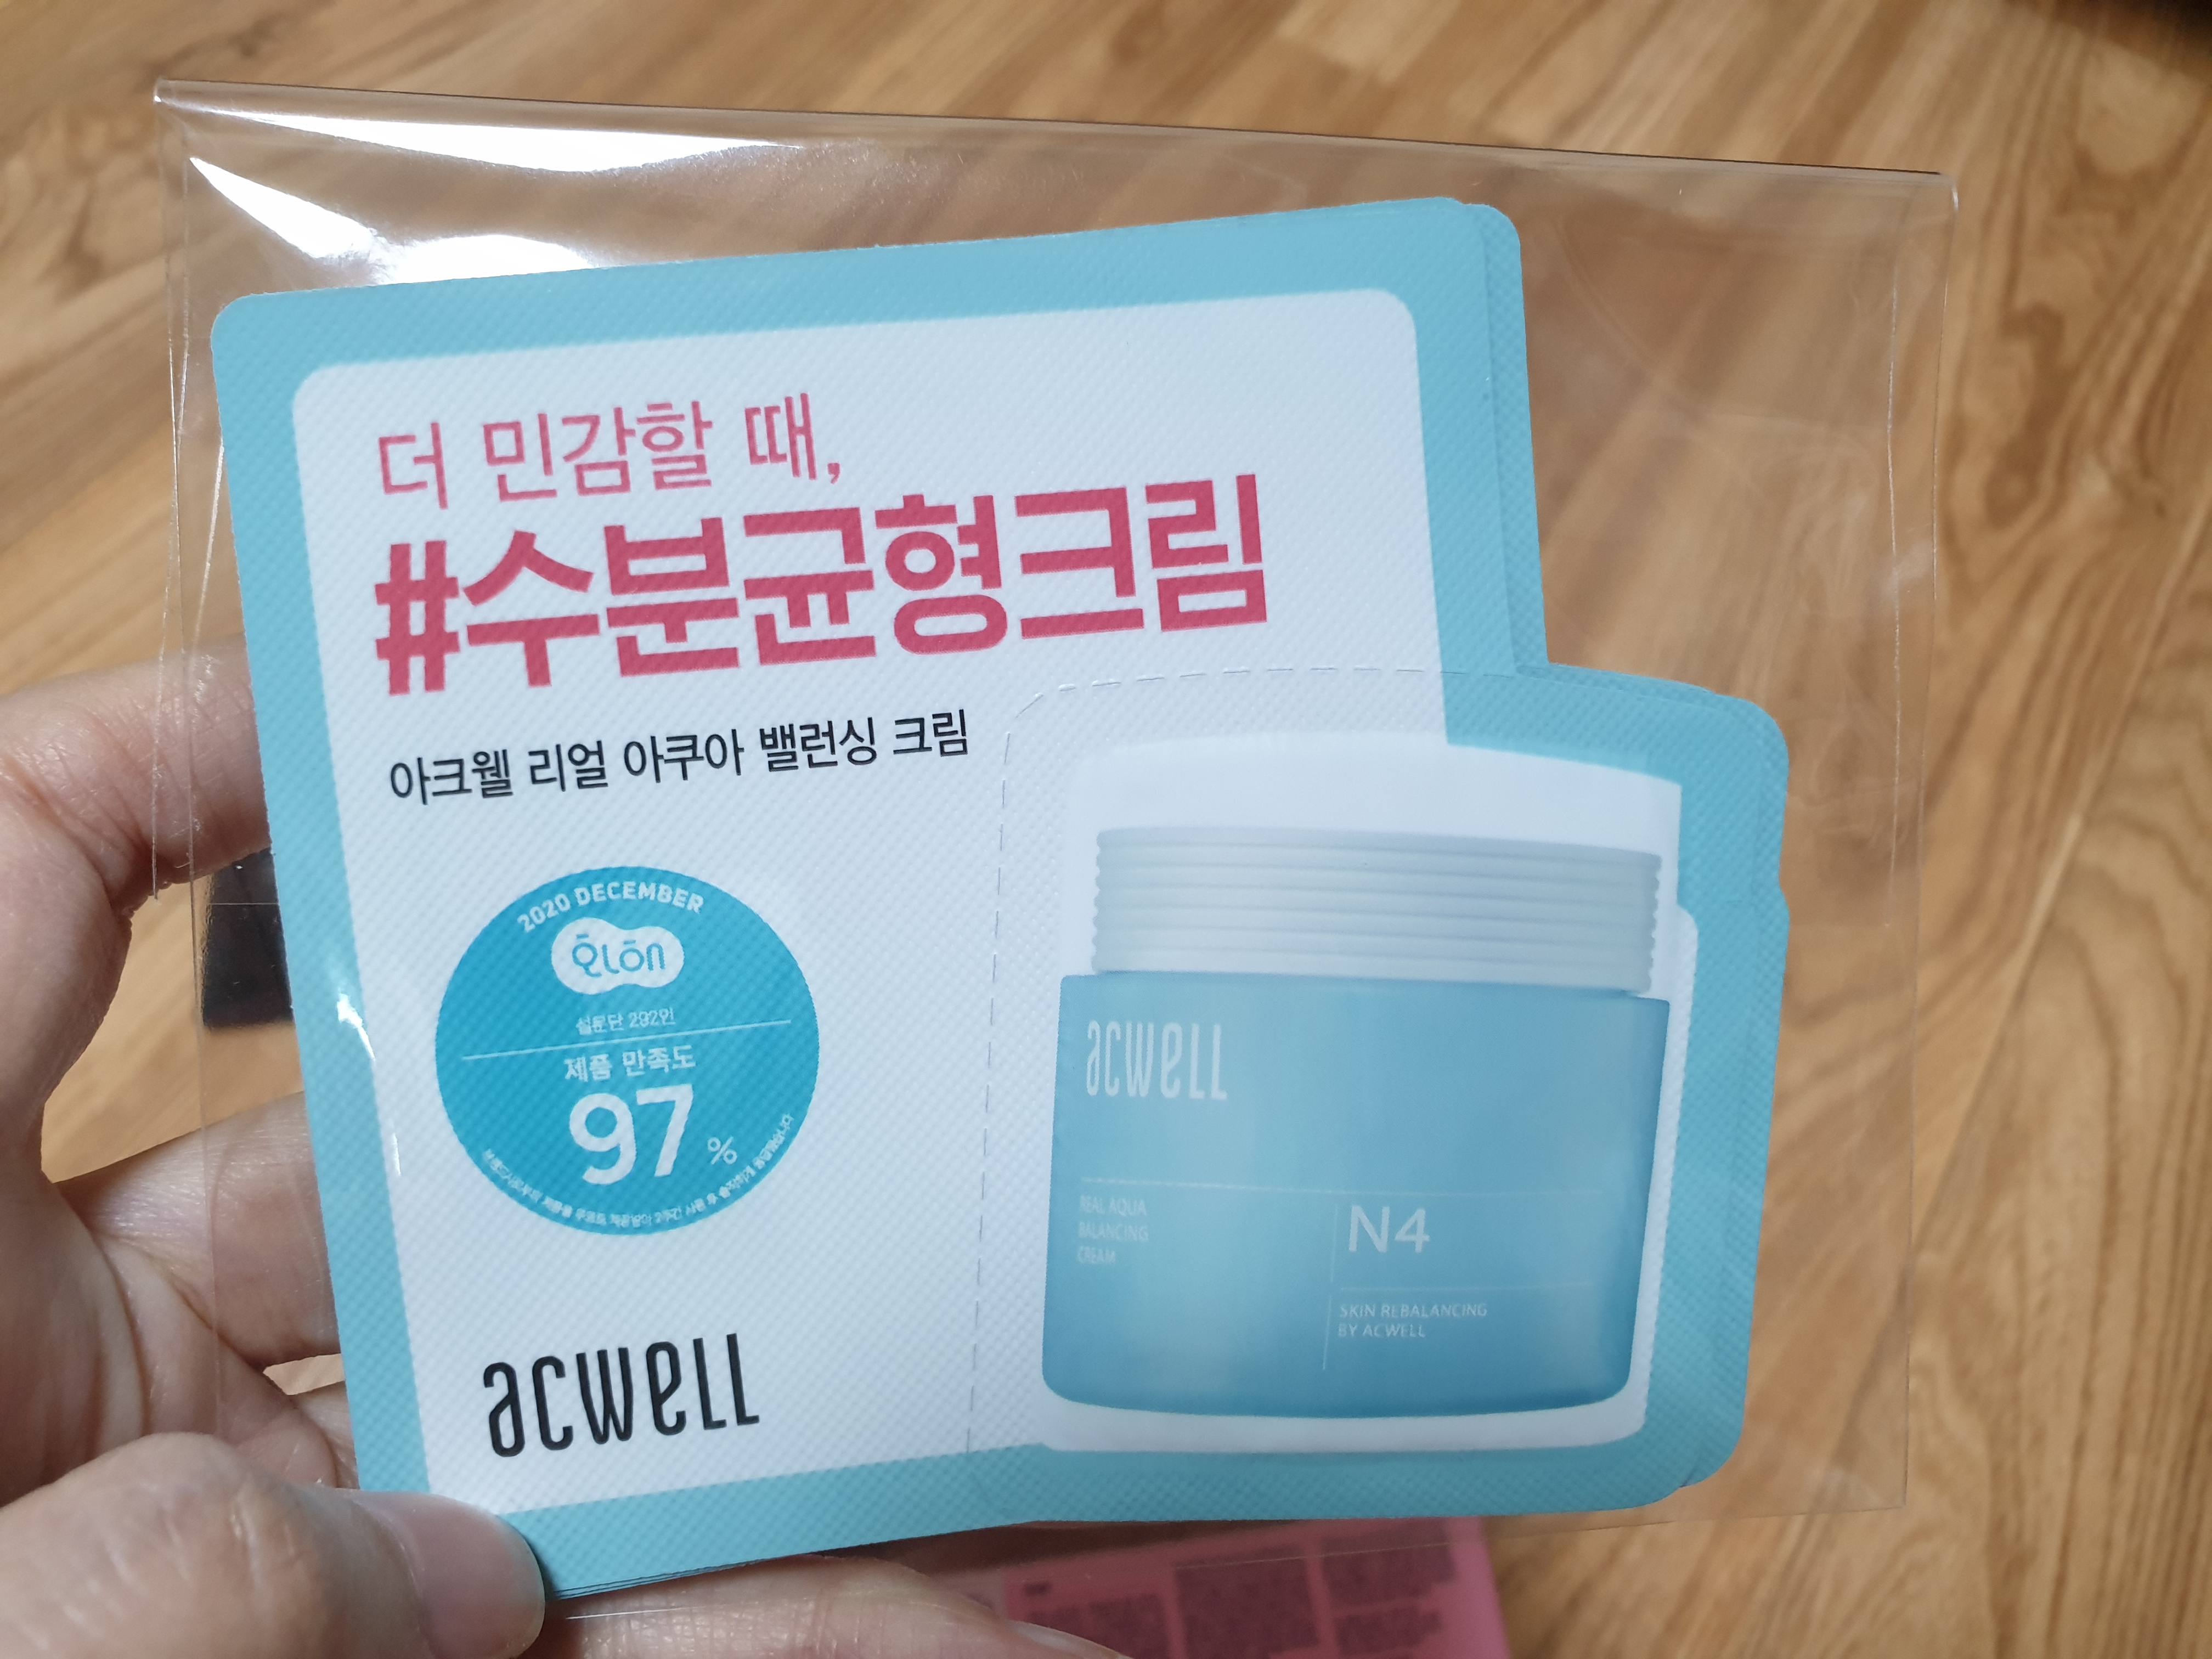 더 민감할 때,
#수분균형크림
아크웰 리얼 아쿠아 밸런싱 크림
2020 DECEMBER
설문단 292인
제품 만족도
97%
acwell
acwell
REAL AQUA
BALANCING
CREAM
N4
SKIN REBALANCING
BY ACWELL